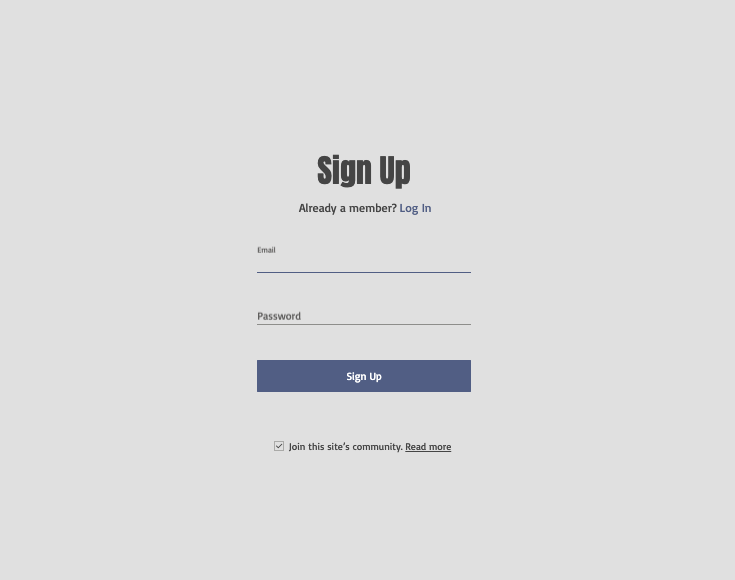 Sign Up
Already a member? Log In
Email
Password
Sign Up
Join this site's community. Read more